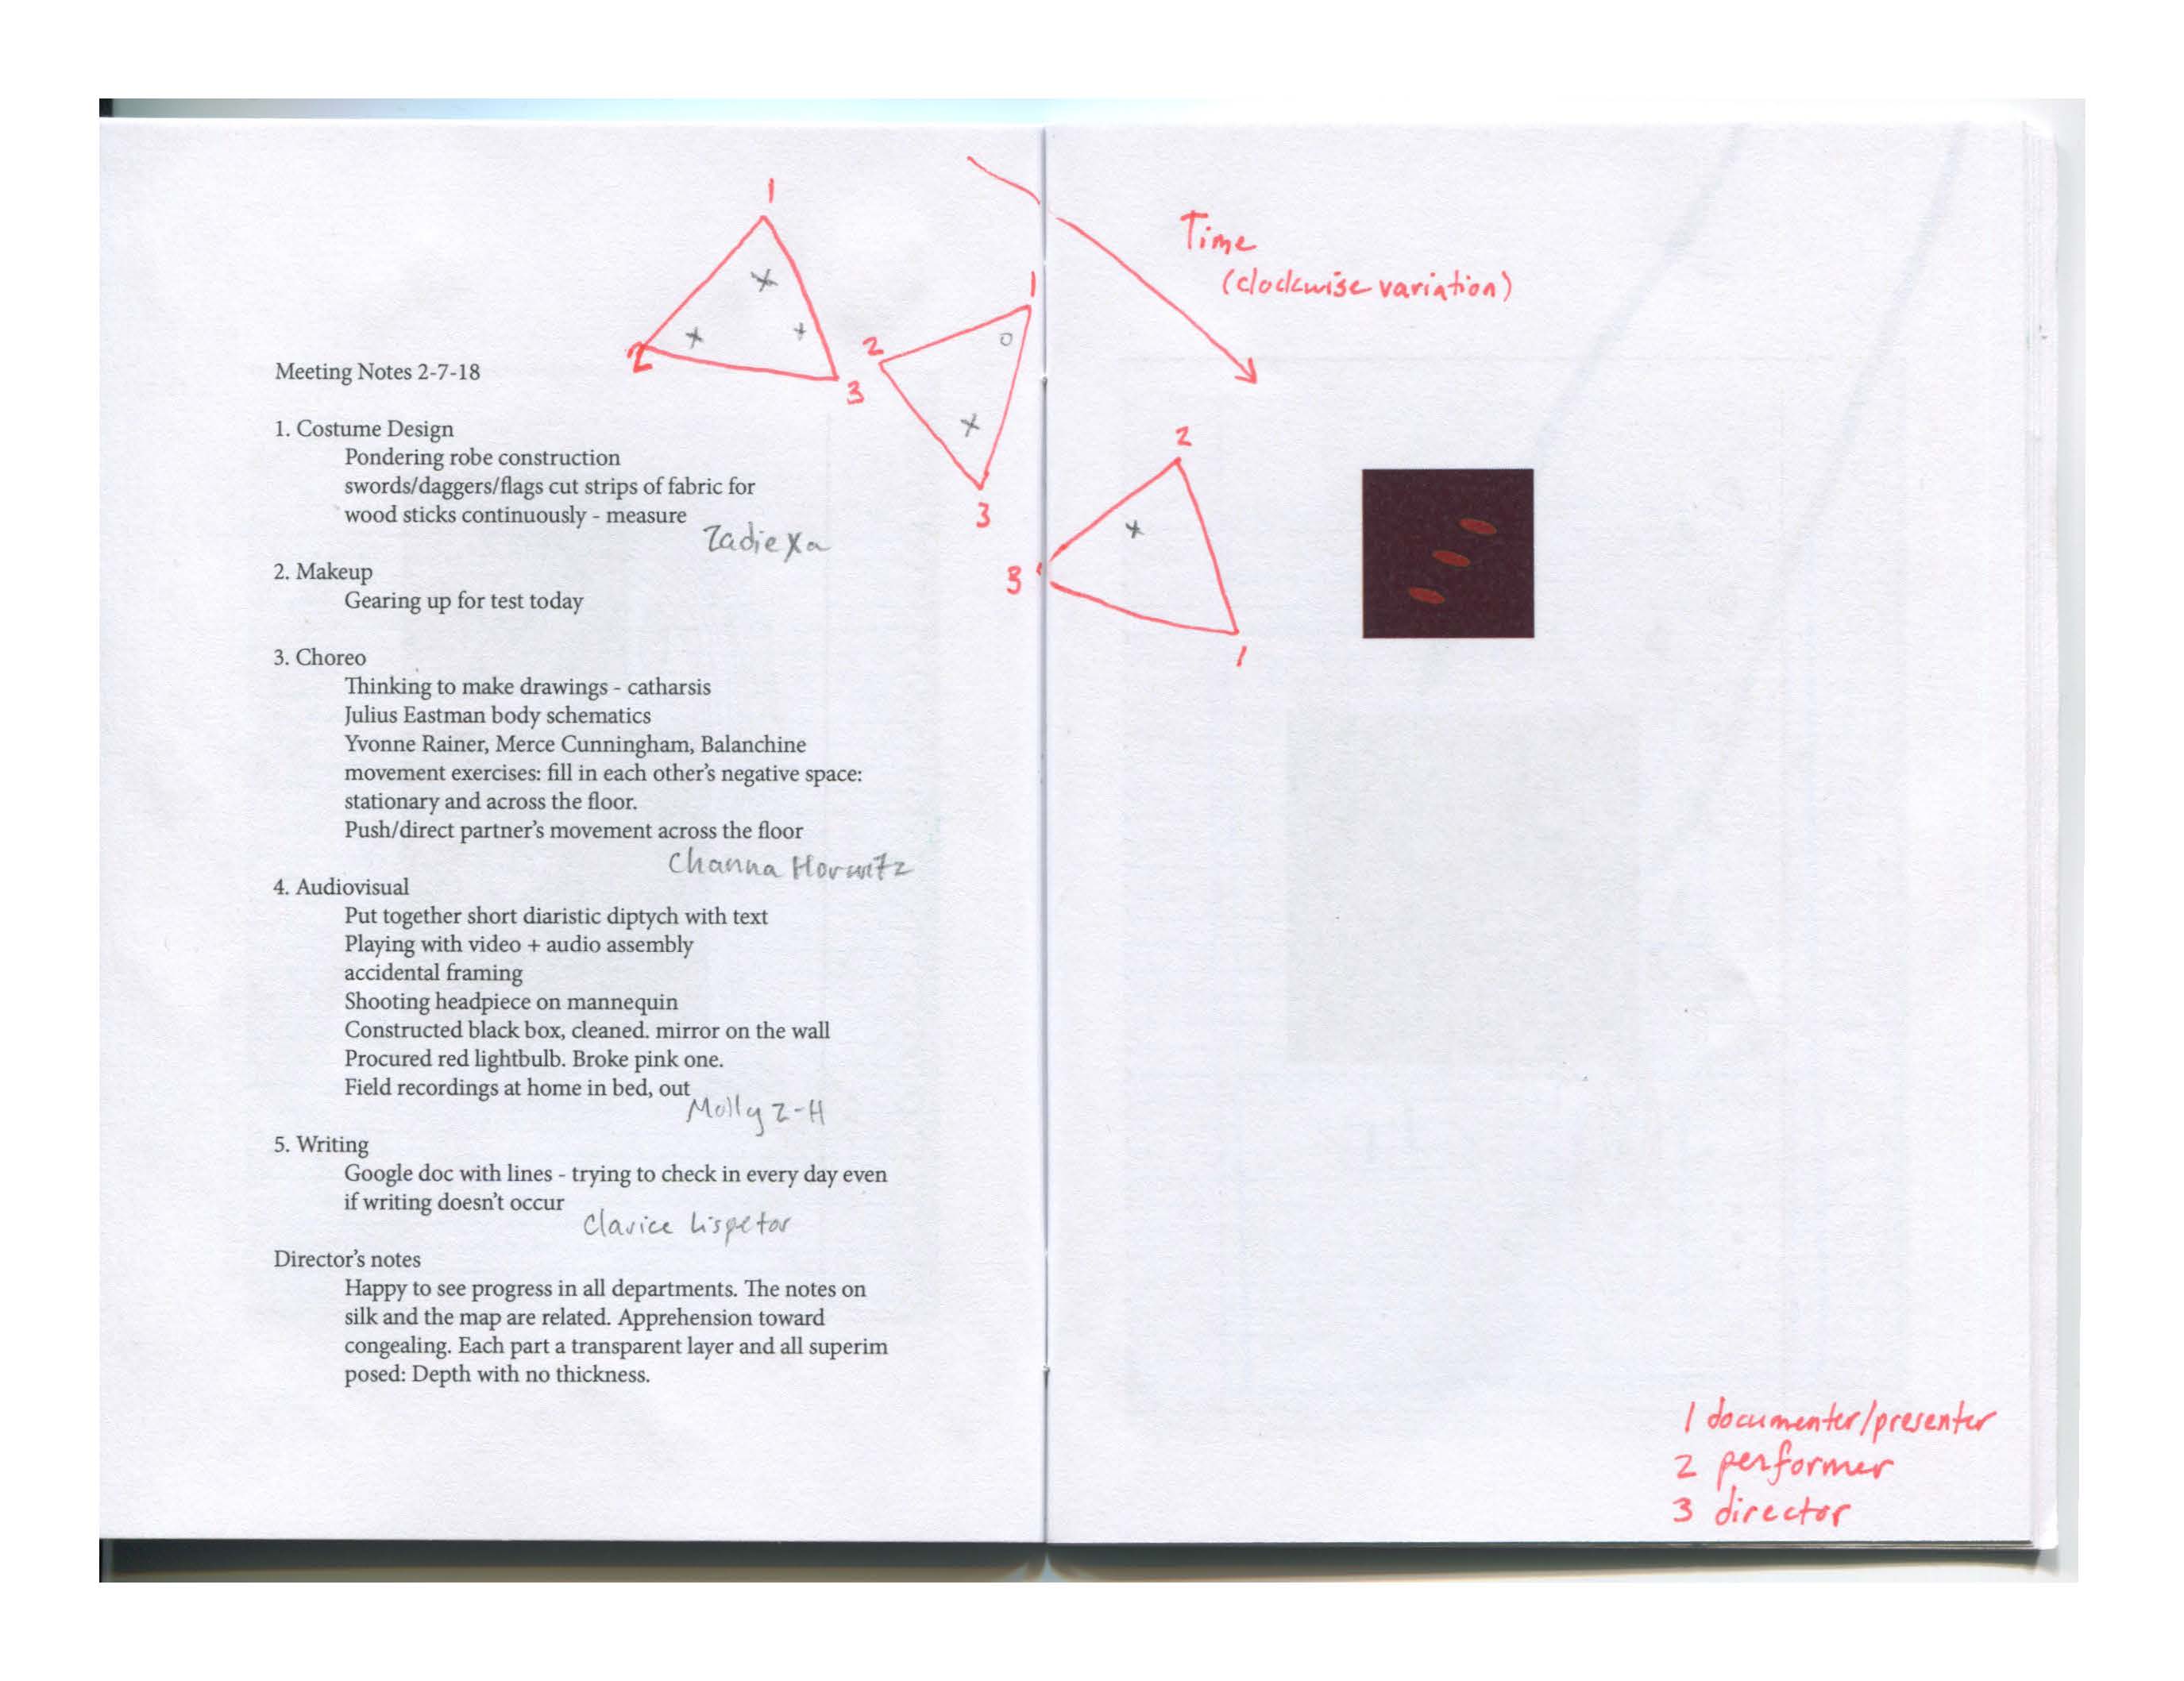 1
2
3
1
2
3
Time
(clockwise variation)
2
3
1
Meeting Notes 2-7-18
1. Costume Design
Pondering robe construction
swords/daggers/flags cut strips of fabric for
wood sticks continuously - measure
Zadie Xa
2. Makeup
Gearing up for test today
3. Choreo
Thinking to make drawings - catharsis
Julius Eastman body schematics
Yvonne Rainer, Merce Cunningham, Balanchine
movement exercises: fill in each other's negative space:
stationary and across the floor.
Push/direct partner's movement across the floor
Channa Horwitz
4. Audiovisual
Put together short diaristic diptych with text
Playing with video + audio assembly
accidental framing
Shooting headpiece on mannequin
Constructed black box, cleaned. mirror on the wall
Procured red lightbulb. Broke pink one.
Field recordings at home in bed, out
Molly Z-H
5. Writing
Google doc with lines - trying to check in every day even
if writing doesn't occur
Clarice Lispetor
Director's notes
Happy to see progress in all departments. The notes on
silk and the map are related. Apprehension toward
congealing. Each part a transparent layer and all superim
posed: Depth with no thickness.
1 documenter/presenter
2 performer
3 director